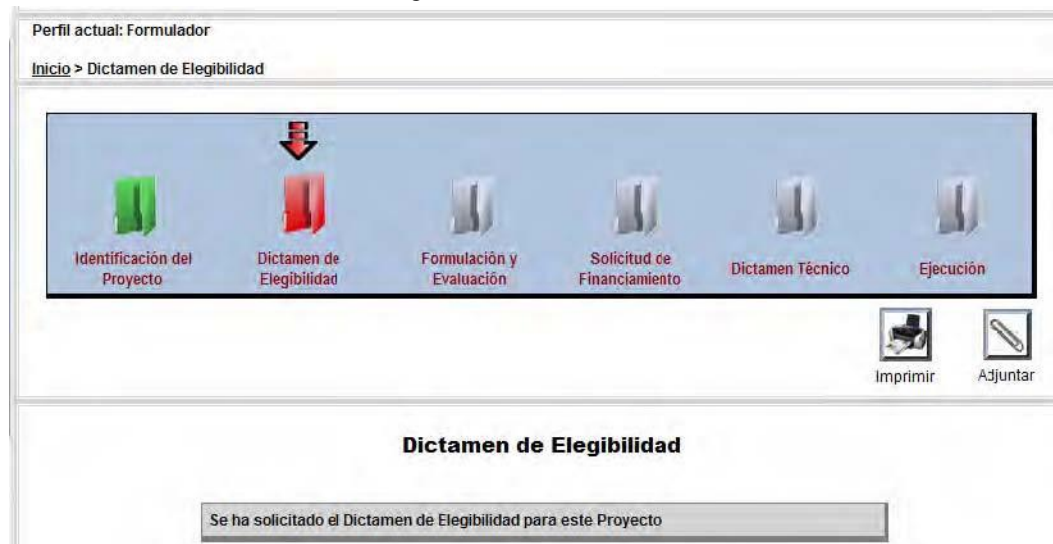 Perfil actual: Formulador
Inicio > Dictamen de Elegibilidad
Identificación del
Proyecto
Dictamen de
Elegibilidad
Formulación y
Evaluación
Solicitud de
Financiamiento
Dictamen Técnico
Ejecución
Imprimir
Adjuntar
Dictamen de Elegibilidad
Se ha solicitado el Dictamen de Elegibilidad para este Proyecto